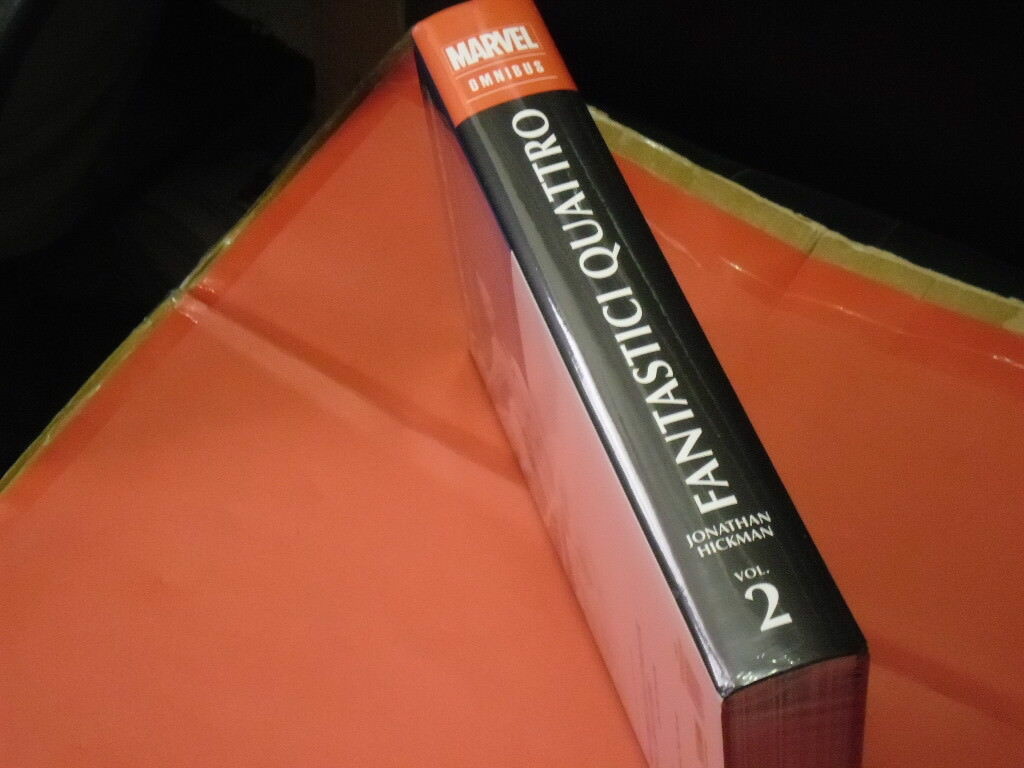 MARVEL
OMNIBUS
FANTASTICI QUATTRO
JONATHAN
HICKMAN
VOL.
2